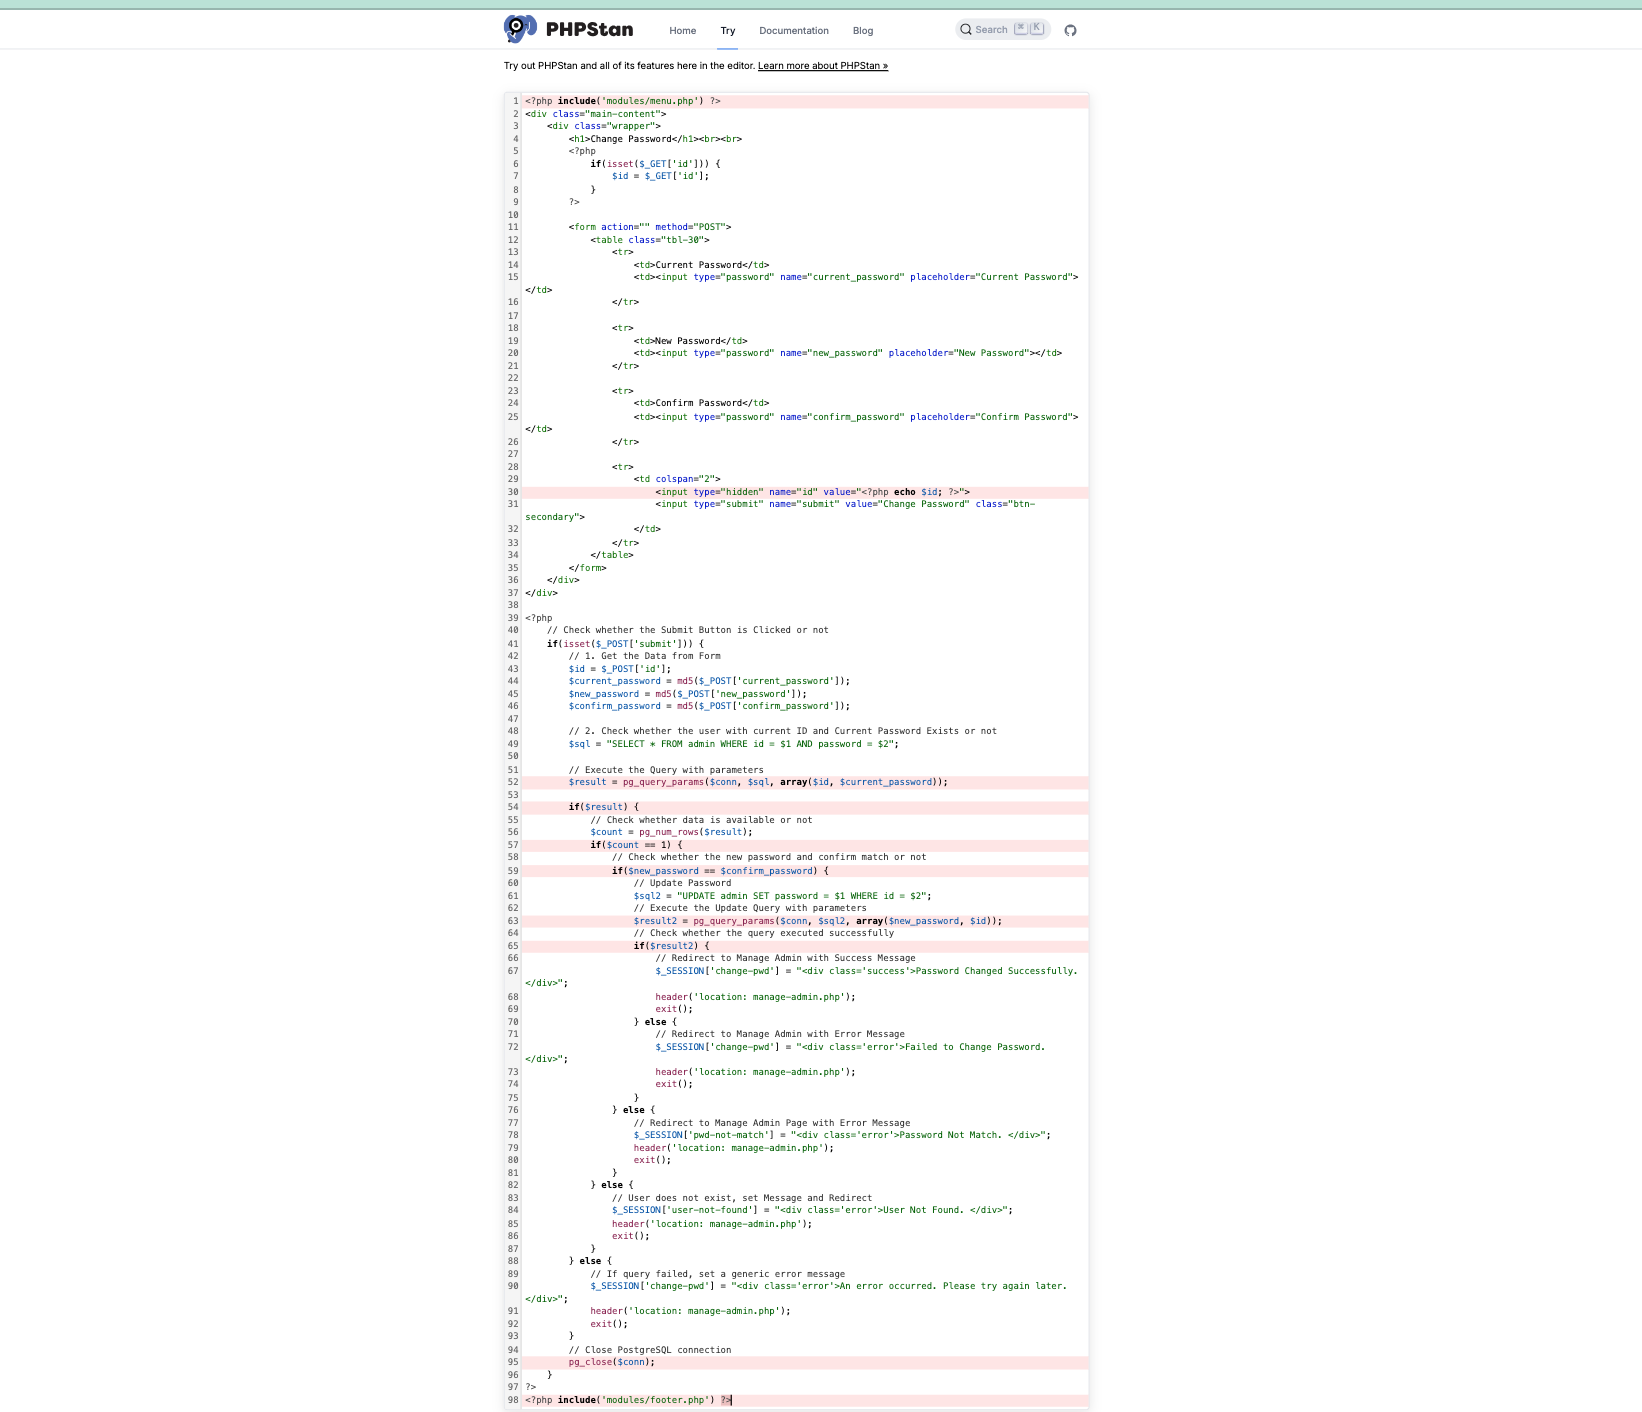 PHPStan Home Try Documentation Blog Search ⌘ K
Try out PHPStan and all of its features here in the editor. Learn more about PHPStan »
1 <?php include('modules/menu.php') ?>
2 <div class="main-content">
3     <div class="wrapper">
4         <h1>Change Password</h1><br><br>
5         <?php
6             if(isset($_GET['id'])) {
7                 $id = $_GET['id'];
8             }
9         ?>
10
11         <form action="" method="POST">
12             <table class="tbl-30">
13                 <tr>
14                     <td>Current Password</td>
15                     <td><input type="password" name="current_password" placeholder="Current Password">
</td>
16                 </tr>
17
18                 <tr>
19                     <td>New Password</td>
20                     <td><input type="password" name="new_password" placeholder="New Password"></td>
21                 </tr>
22
23                 <tr>
24                     <td>Confirm Password</td>
25                     <td><input type="password" name="confirm_password" placeholder="Confirm Password">
</td>
26                 </tr>
27
28                 <tr>
29                     <td colspan="2">
30                         <input type="hidden" name="id" value="<?php echo $id; ?>">
31                         <input type="submit" name="submit" value="Change Password" class="btn-
secondary">
32                     </td>
33                 </tr>
34             </table>
35         </form>
36     </div>
37 </div>
38
39 <?php
40     // Check whether the Submit Button is Clicked or not
41     if(isset($_POST['submit'])) {
42         // 1. Get the Data from Form
43         $id = $_POST['id'];
44         $current_password = md5($_POST['current_password']);
45         $new_password = md5($_POST['new_password']);
46         $confirm_password = md5($_POST['confirm_password']);
47
48         // 2. Check whether the user with current ID and Current Password Exists or not
49         $sql = "SELECT * FROM admin WHERE id = $1 AND password = $2";
50
51         // Execute the Query with parameters
52         $result = pg_query_params($conn, $sql, array($id, $current_password));
53
54         if($result) {
55             // Check whether data is available or not
56             $count = pg_num_rows($result);
57             if($count == 1) {
58                 // Check whether the new password and confirm match or not
59                 if($new_password == $confirm_password) {
60                     // Update Password
61                     $sql2 = "UPDATE admin SET password = $1 WHERE id = $2";
62                     // Execute the Update Query with parameters
63                     $result2 = pg_query_params($conn, $sql2, array($new_password, $id));
64                     // Check whether the query executed successfully
65                     if($result2) {
66                         // Redirect to Manage Admin with Success Message
67                         $_SESSION['change-pwd'] = "<div class='success'>Password Changed Successfully.
</div>";
68                         header('location: manage-admin.php');
69                         exit();
70                     } else {
71                         // Redirect to Manage Admin with Error Message
72                         $_SESSION['change-pwd'] = "<div class='error'>Failed to Change Password.
</div>";
73                         header('location: manage-admin.php');
74                         exit();
75                     }
76                 } else {
77                     // Redirect to Manage Admin Page with Error Message
78                     $_SESSION['pwd-not-match'] = "<div class='error'>Password Not Match. </div>";
79                     header('location: manage-admin.php');
80                     exit();
81                 }
82             } else {
83                 // User does not exist, set Message and Redirect
84                 $_SESSION['user-not-found'] = "<div class='error'>User Not Found. </div>";
85                 header('location: manage-admin.php');
86                 exit();
87             }
88         } else {
89             // If query failed, set a generic error message
90             $_SESSION['change-pwd'] = "<div class='error'>An error occurred. Please try again later.
</div>";
91             header('location: manage-admin.php');
92             exit();
93         }
94         // Close PostgreSQL connection
95         pg_close($conn);
96     }
97 ?>
98 <?php include('modules/footer.php') ?>